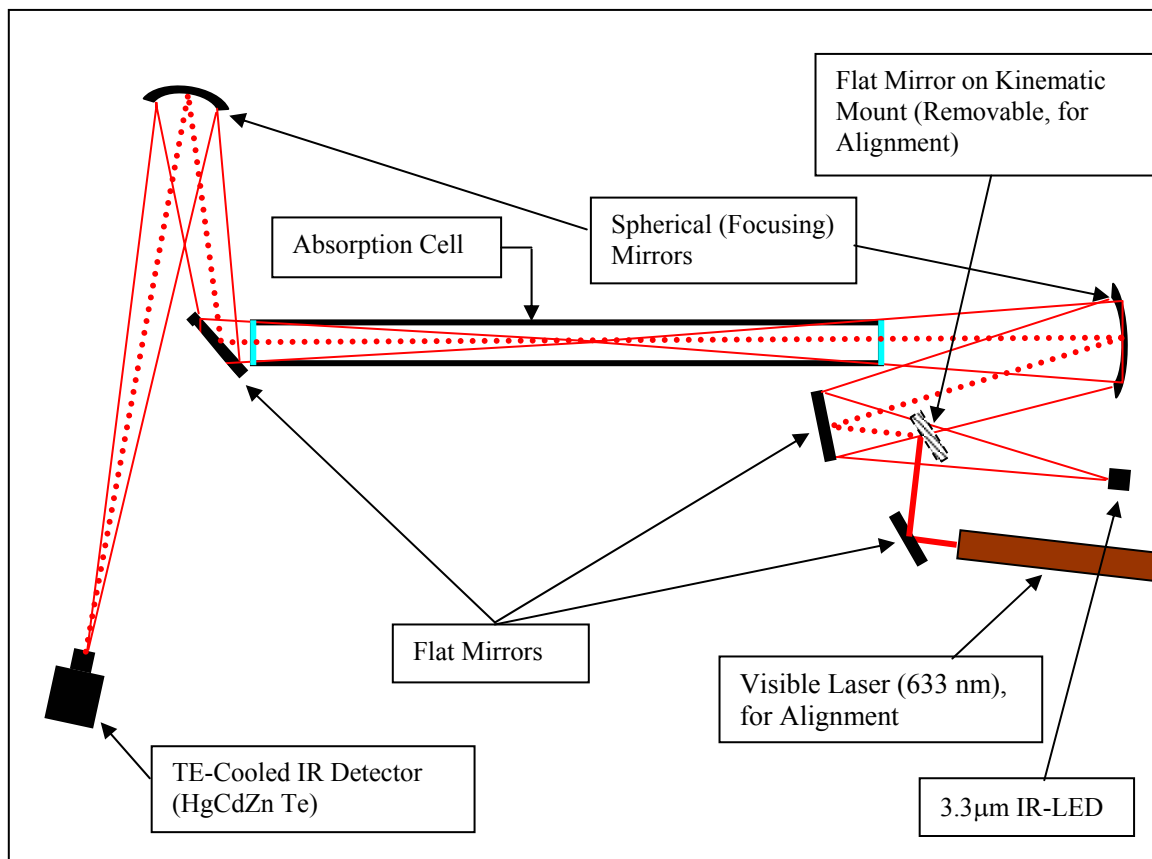 Flat Mirror on Kinematic
Mount (Removable, for
Alignment)
Spherical (Focusing)
Mirrors
Absorption Cell
Flat Mirrors
Visible Laser (633 nm),
for Alignment
TE-Cooled IR Detector
(HgCdZn Te)
3.3μm IR-LED